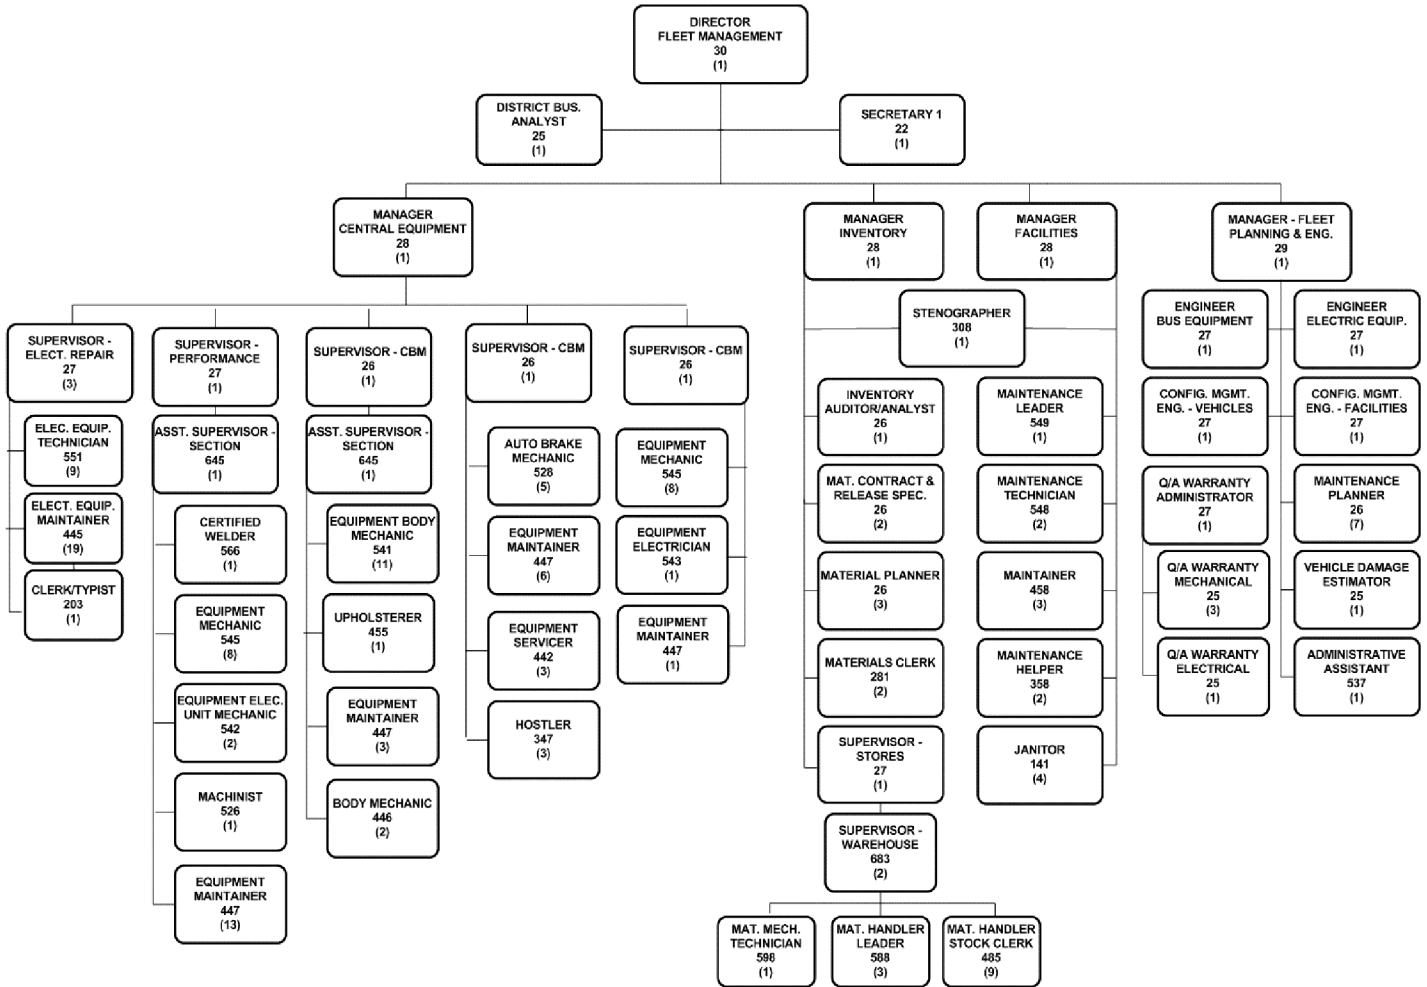 DIRECTOR
FLEET MANAGEMENT
30
(1)
DISTRICT BUS.
ANALYST
25
(1)
SECRETARY 1
22
(1)
MANAGER
CENTRAL EQUIPMENT
28
(1)
MANAGER
INVENTORY
28
(1)
MANAGER
FACILITIES
28
(1)
MANAGER - FLEET
PLANNING & ENG.
29
(1)
SUPERVISOR -
ELECT. REPAIR
27
(3)
ELEC. EQUIP.
TECHNICIAN
551
(9)
ELECT. EQUIP.
MAINTAINER
445
(19)
CLERK/TYPIST
203
(1)
SUPERVISOR -
PERFORMANCE
27
(1)
ASST. SUPERVISOR -
SECTION
645
(1)
CERTIFIED
WELDER
566
(1)
EQUIPMENT
MECHANIC
545
(8)
EQUIPMENT ELEC.
UNIT MECHANIC
542
(2)
MACHINIST
526
(1)
EQUIPMENT
MAINTAINER
447
(13)
SUPERVISOR - CBM
26
(1)
ASST. SUPERVISOR -
SECTION
645
(1)
EQUIPMENT BODY
MECHANIC
541
(11)
UPHOLSTERER
455
(1)
EQUIPMENT
MAINTAINER
447
(3)
BODY MECHANIC
446
(2)
SUPERVISOR - CBM
26
(1)
AUTO BRAKE
MECHANIC
528
(5)
EQUIPMENT
MAINTAINER
447
(6)
EQUIPMENT
SERVICER
442
(3)
HOSTLER
347
(3)
SUPERVISOR - CBM
26
(1)
EQUIPMENT
MECHANIC
545
(8)
EQUIPMENT
ELECTRICIAN
543
(1)
EQUIPMENT
MAINTAINER
447
(1)
STENOGRAPHER
308
(1)
INVENTORY
AUDITOR/ANALYST
26
(1)
MAT. CONTRACT &
RELEASE SPEC.
26
(2)
MATERIAL PLANNER
26
(3)
MATERIALS CLERK
281
(2)
SUPERVISOR -
STORES
27
(1)
SUPERVISOR -
WAREHOUSE
683
(2)
MAT. MECH.
TECHNICIAN
598
(1)
MAT. HANDLER
LEADER
588
(3)
MAT. HANDLER
STOCK CLERK
485
(9)
MAINTENANCE
LEADER
549
(1)
MAINTENANCE
TECHNICIAN
548
(2)
MAINTAINER
458
(3)
MAINTENANCE
HELPER
358
(2)
JANITOR
141
(4)
ENGINEER
BUS EQUIPMENT
27
(1)
ENGINEER
ELECTRIC EQUIP.
27
(1)
CONFIG. MGMT.
ENG. - VEHICLES
27
(1)
CONFIG. MGMT.
ENG. - FACILITIES
27
(1)
Q/A WARRANTY
ADMINISTRATOR
27
(1)
MAINTENANCE
PLANNER
26
(7)
Q/A WARRANTY
MECHANICAL
25
(3)
VEHICLE DAMAGE
ESTIMATOR
25
(1)
Q/A WARRANTY
ELECTRICAL
25
(1)
ADMINISTRATIVE
ASSISTANT
537
(1)